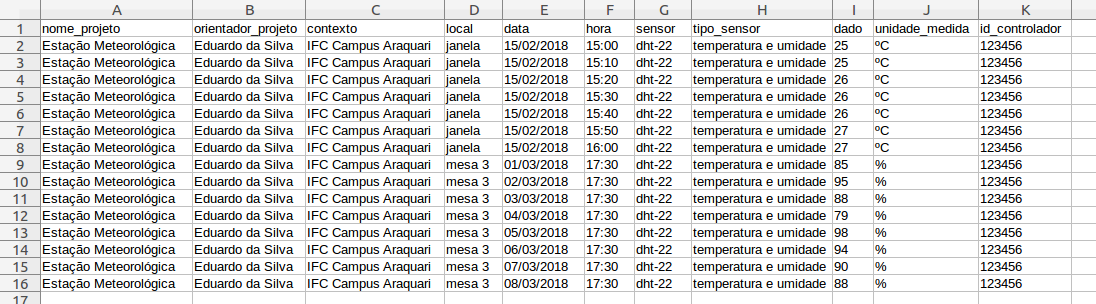 A B C D E F G H I J K
1 nome_projeto orientador_projeto contexto local data hora sensor tipo_sensor dado unidade_medida id_controlador
2 Estação Meteorológica Eduardo da Silva IFC Campus Araquari janela 15/02/2018 15:00 dht-22 temperatura e umidade 25 ºC 123456
3 Estação Meteorológica Eduardo da Silva IFC Campus Araquari janela 15/02/2018 15:10 dht-22 temperatura e umidade 25 ºC 123456
4 Estação Meteorológica Eduardo da Silva IFC Campus Araquari janela 15/02/2018 15:20 dht-22 temperatura e umidade 26 ºC 123456
5 Estação Meteorológica Eduardo da Silva IFC Campus Araquari janela 15/02/2018 15:30 dht-22 temperatura e umidade 26 ºC 123456
6 Estação Meteorológica Eduardo da Silva IFC Campus Araquari janela 15/02/2018 15:40 dht-22 temperatura e umidade 26 ºC 123456
7 Estação Meteorológica Eduardo da Silva IFC Campus Araquari janela 15/02/2018 15:50 dht-22 temperatura e umidade 27 ºC 123456
8 Estação Meteorológica Eduardo da Silva IFC Campus Araquari janela 15/02/2018 16:00 dht-22 temperatura e umidade 27 ºC 123456
9 Estação Meteorológica Eduardo da Silva IFC Campus Araquari mesa 3 01/03/2018 17:30 dht-22 temperatura e umidade 85 % 123456
10 Estação Meteorológica Eduardo da Silva IFC Campus Araquari mesa 3 02/03/2018 17:30 dht-22 temperatura e umidade 95 % 123456
11 Estação Meteorológica Eduardo da Silva IFC Campus Araquari mesa 3 03/03/2018 17:30 dht-22 temperatura e umidade 88 % 123456
12 Estação Meteorológica Eduardo da Silva IFC Campus Araquari mesa 3 04/03/2018 17:30 dht-22 temperatura e umidade 79 % 123456
13 Estação Meteorológica Eduardo da Silva IFC Campus Araquari mesa 3 05/03/2018 17:30 dht-22 temperatura e umidade 98 % 123456
14 Estação Meteorológica Eduardo da Silva IFC Campus Araquari mesa 3 06/03/2018 17:30 dht-22 temperatura e umidade 94 % 123456
15 Estação Meteorológica Eduardo da Silva IFC Campus Araquari mesa 3 07/03/2018 17:30 dht-22 temperatura e umidade 90 % 123456
16 Estação Meteorológica Eduardo da Silva IFC Campus Araquari mesa 3 08/03/2018 17:30 dht-22 temperatura e umidade 88 % 123456
17